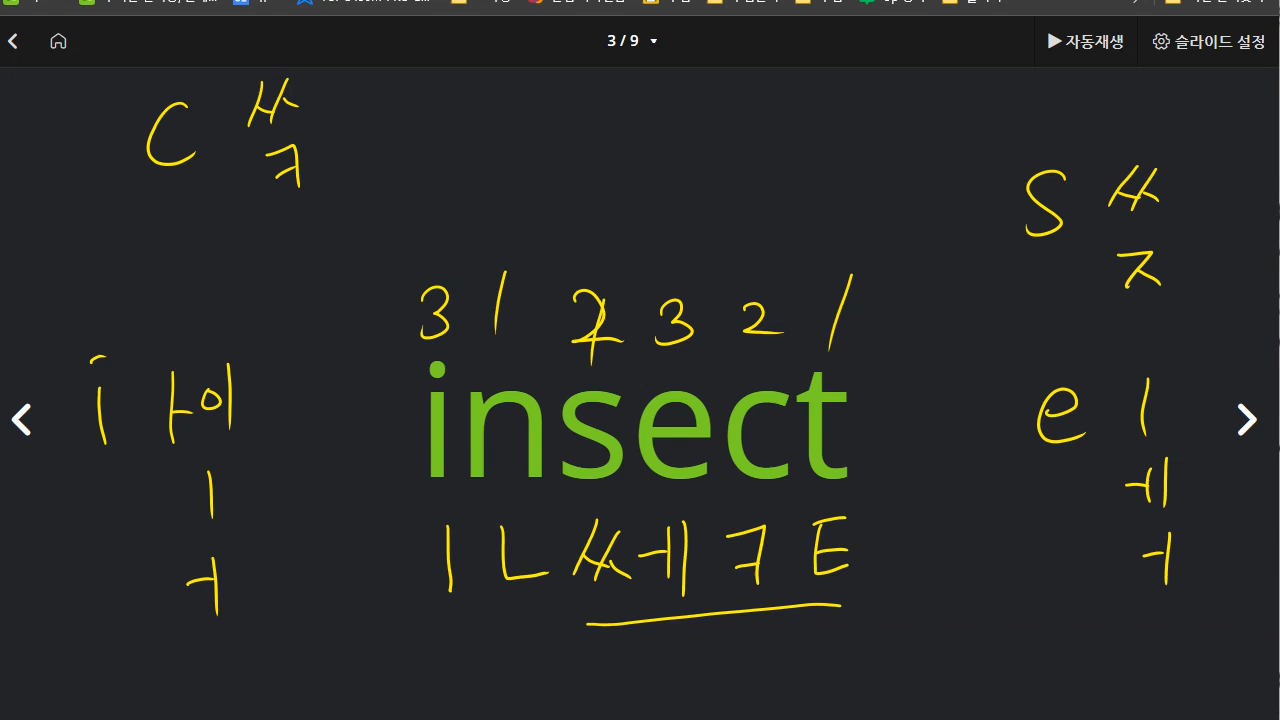 3 / 9
자동재생
슬라이드 설정
C ㅆ
ㅋ
S ㅆ
ㅈ
3 1 2 3 2 1
i ㅏ이
ㅣ
ㅓ
insect
e ㅣ
ㅔ
ㅓ
ㅣ ㄴ ㅆ ㅔ ㅋ ㅌ